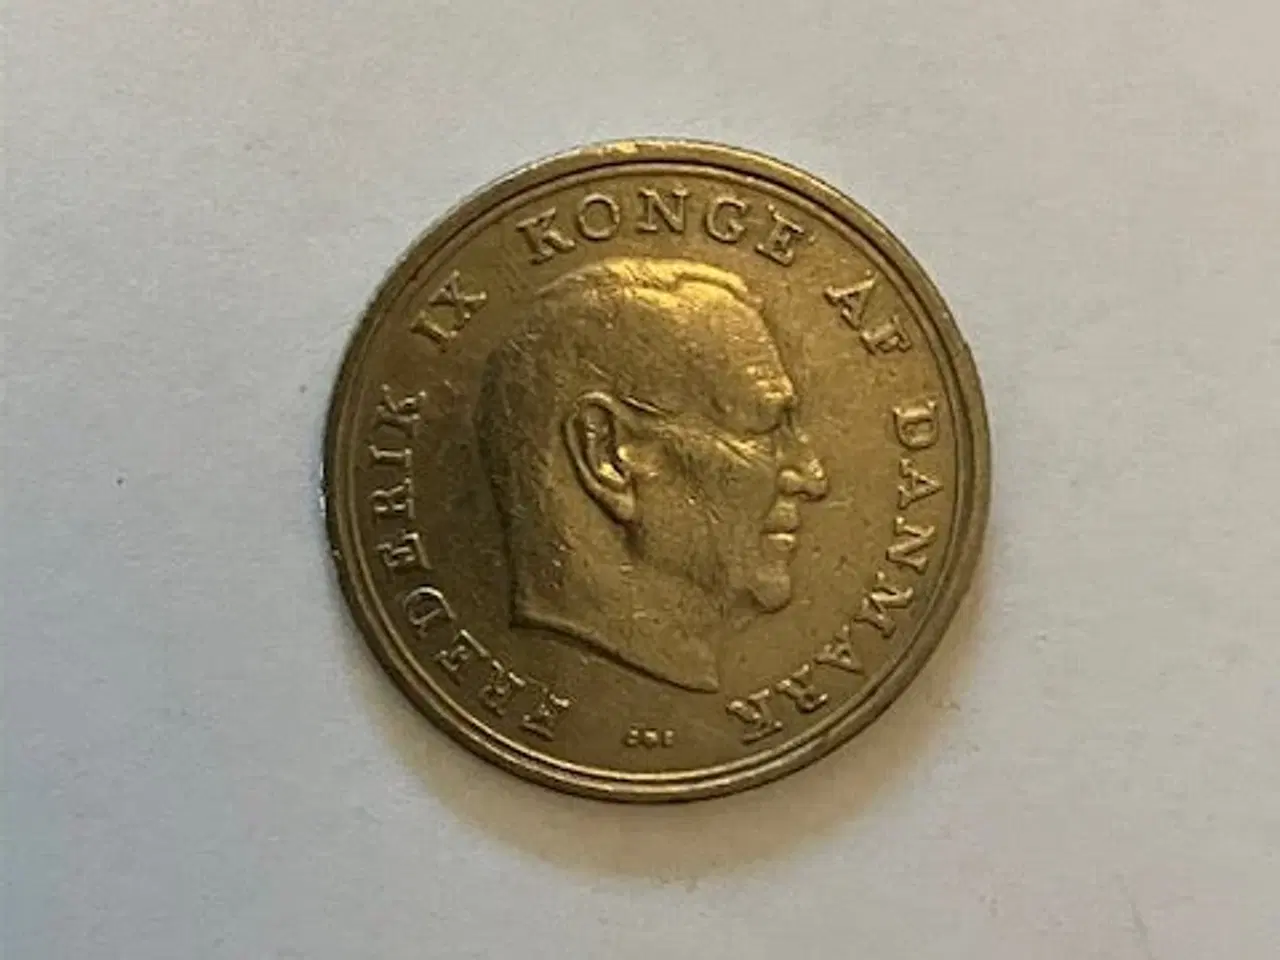 FREDERIK IX KONGE AF DANMARK